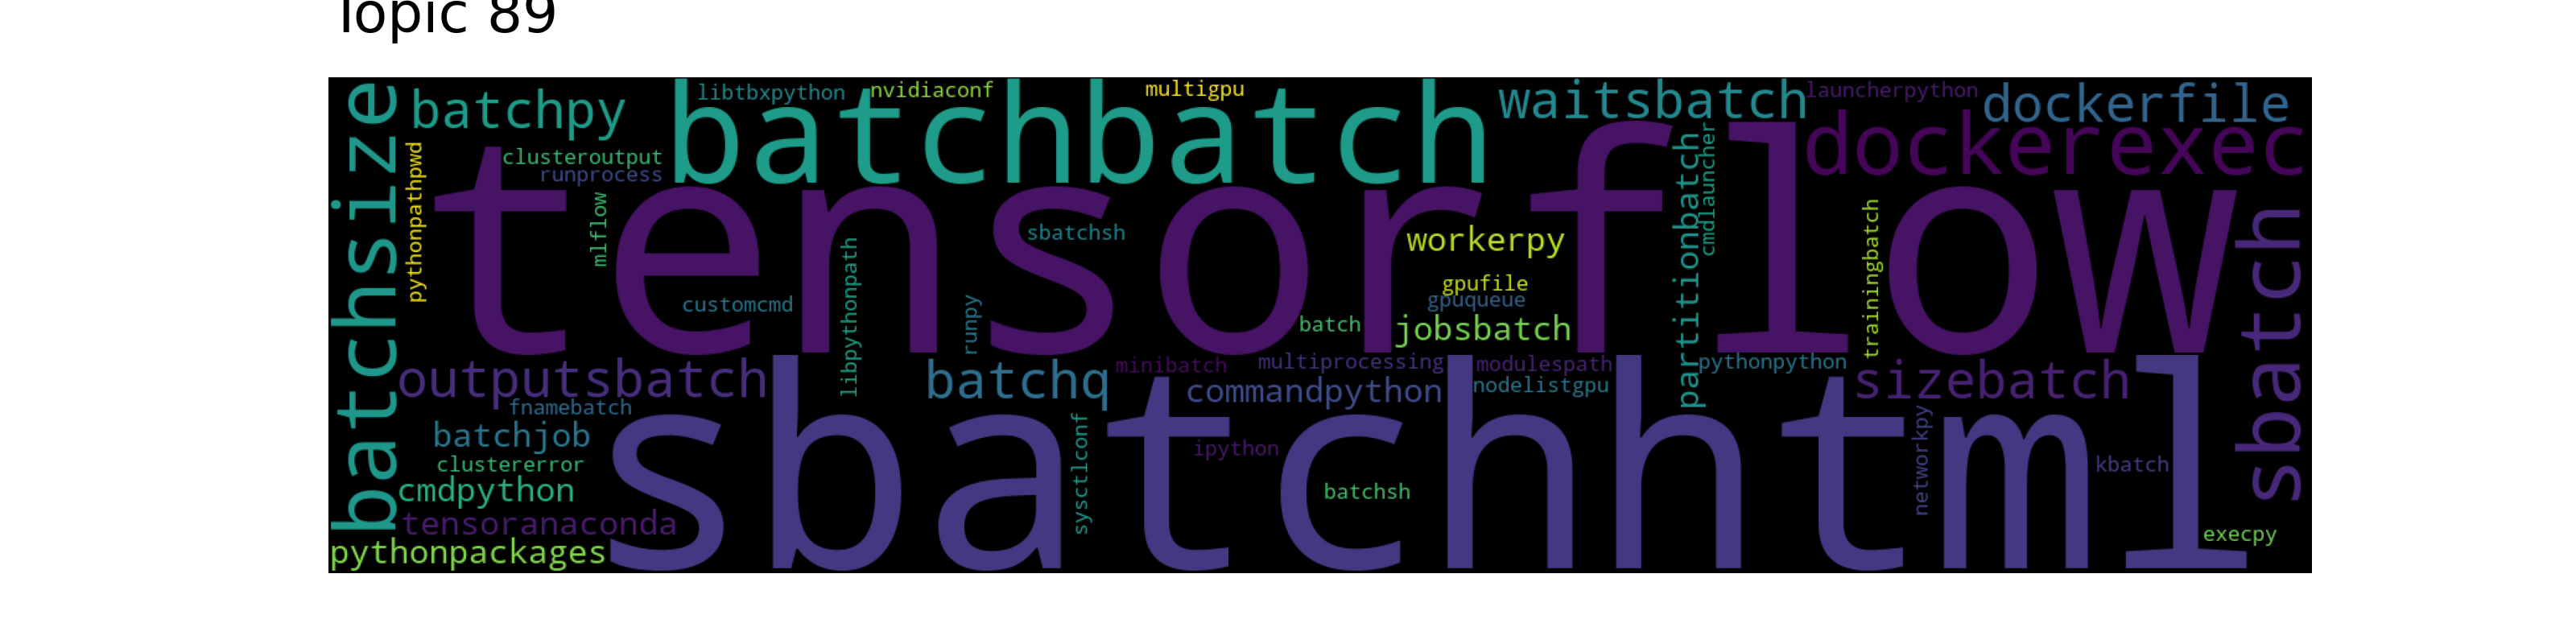 Topic 89
batchsize
batchpy
libtbxpython
nvidiaconf
multigpu
batchbatch
waitsbatch
launcherpython
dockerfile
dockerexec
pythonpathpwd
clusteroutput
runprocess
mlflow
tensorflow
sbatchsh
workerpy
partitionbatch
cmdlauncher
trainingbatch
sbatch
customcmd
libpythonpath
runpy
gpufile
gpuqueue
batch
jobsbatch
outputsbatch
fnamebatch
batchq
minibatch
multiprocessing
modulespath
pythonpython
commandpython
nodelistgpu
sizebatch
batchjob
clustererror
cmdpython
tensoranaconda
pythonpackages
sbatchhtml
sysctlconf
ipython
batchsh
networkpy
kbatch
execpy